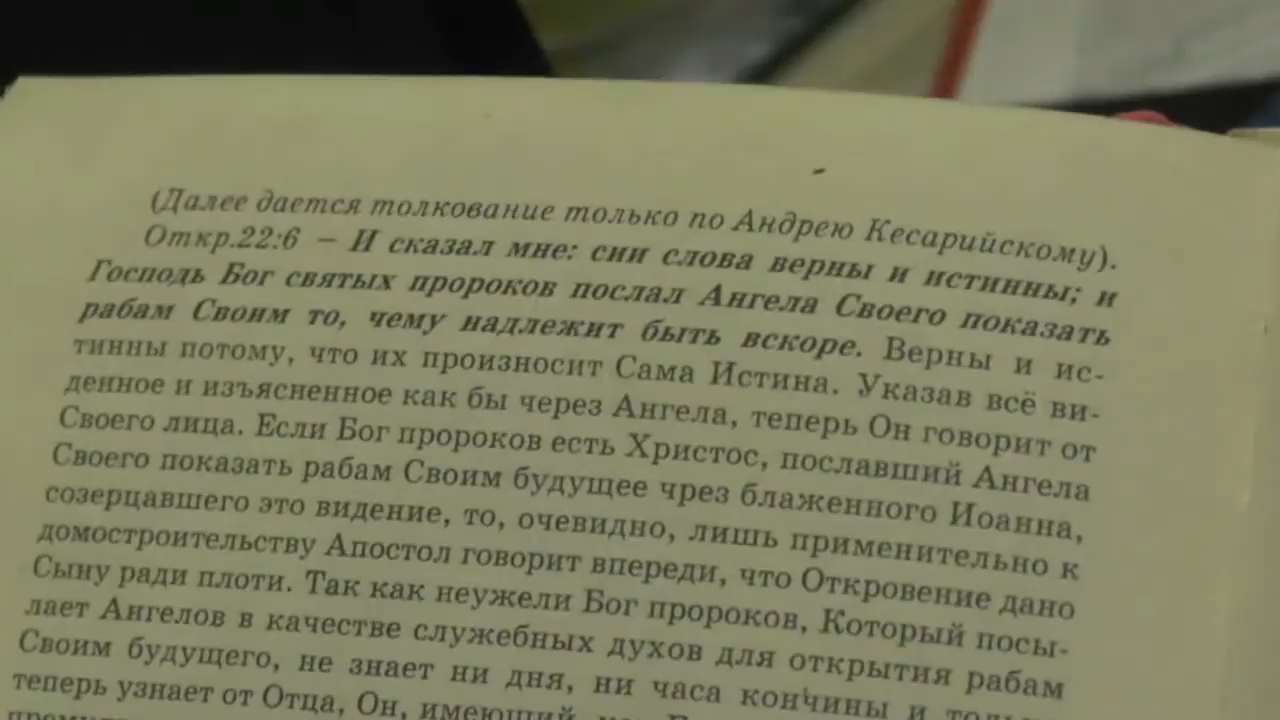 (Далее дается толкование только по Андрею Кесарийскому).
Откр.22:6 – И сказал мне: сии слова верны и истинны; и
Господь Бог святых пророков послал Ангела Своего показать
рабам Своим то, чему надлежит быть вскоре. Верны и ис-
тинны потому, что их произносит Сама Истина. Указав всё ви-
денное и изъясненное как бы через Ангела, теперь Он говорит от
Своего лица. Если Бог пророков есть Христос, пославший Ангела
Своего показать рабам Своим будущее чрез блаженного Иоанна,
созерцавшего это видение, то, очевидно, лишь применительно к
домостроительству Апостол говорит впереди, что Откровение дано
Сыну ради плоти. Так как неужели Бог пророков, Который посы-
лает Ангелов в качестве служебных духов для открытия рабам
Своим будущего, не знает ни дня, ни часа кончины и
теперь узнает от Отца, Он, имеющий